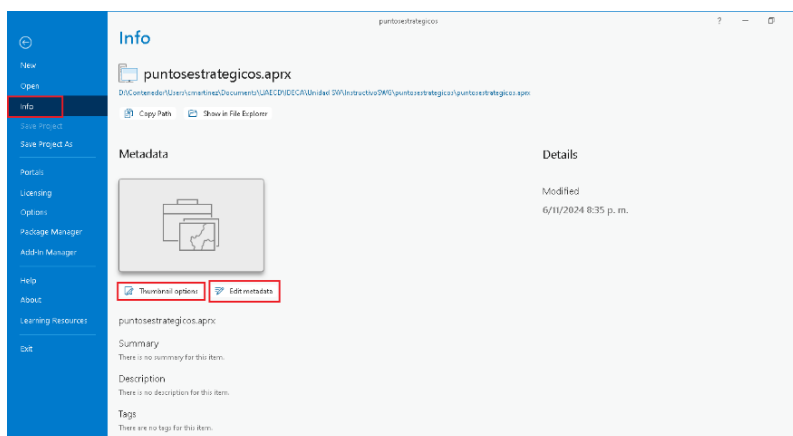 puntosestrategicos
?
Info
New
Open
Info
Save Project
Save Project As
Portals
Licensing
Options
Package Manager
Add-In Manager
Help
About
Learning Resources
Exit
puntosestrategicos.aprx
D:\Contenedor\Users\cmartinez\Documents\UAECD\IDECA\Unidad SW\InstructivoSWG\puntosestrategicos\puntosestrategicos.aprx
Copy Path Show in File Explorer
Metadata
Thumbnail options Edit metadata
puntosestrategicos.aprx
Summary
There is no summary for this item.
Description
There is no description for this item.
Tags
There are no tags for this item.
Details
Modified
6/11/2024 8:35 p. m.